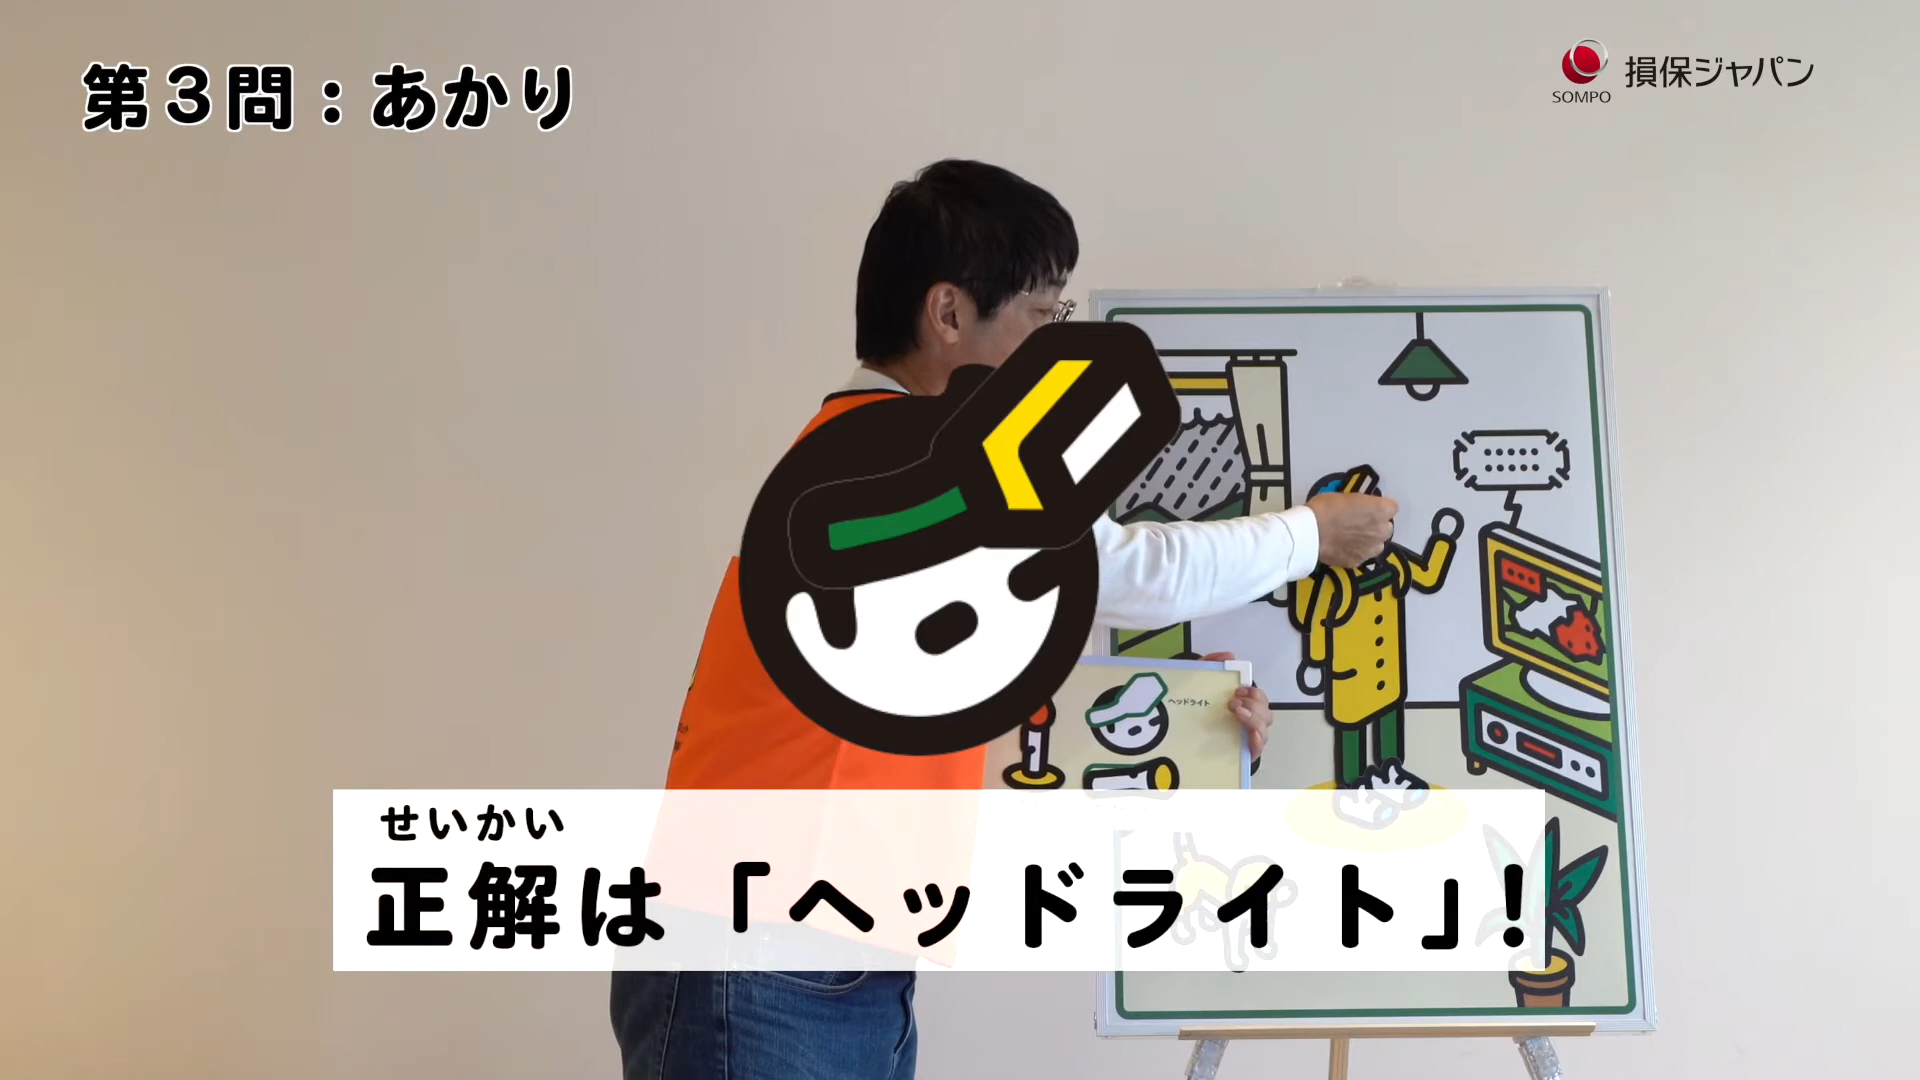 第3問：あかり
SOMPO
損保ジャパン
ヘッドライト
せいかい
正解は「ヘッドライト」！